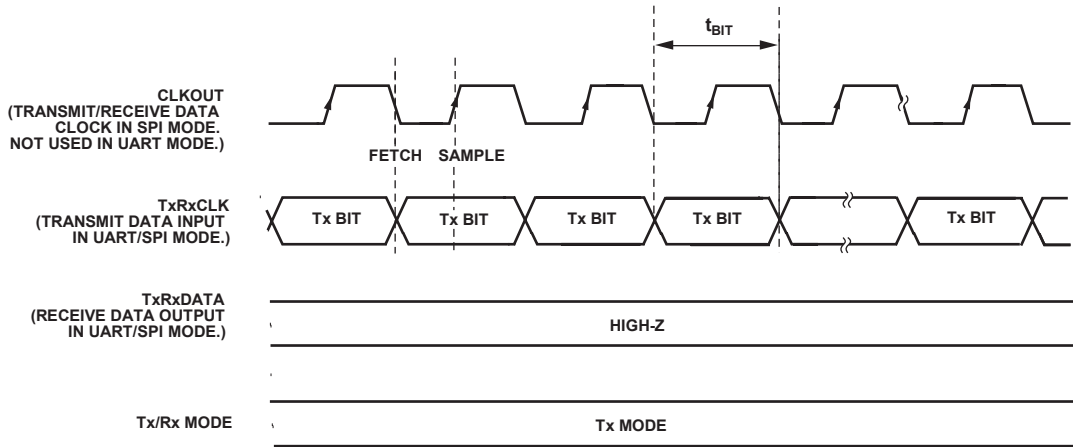 tBIT
CLKOUT
(TRANSMIT/RECEIVE DATA
CLOCK IN SPI MODE.
NOT USED IN UART MODE.)
FETCH SAMPLE
TxRxCLK
(TRANSMIT DATA INPUT
IN UART/SPI MODE.)
Tx BIT Tx BIT Tx BIT Tx BIT Tx BIT
TxRxDATA
(RECEIVE DATA OUTPUT
IN UART/SPI MODE.)
HIGH-Z
Tx/Rx MODE
Tx MODE